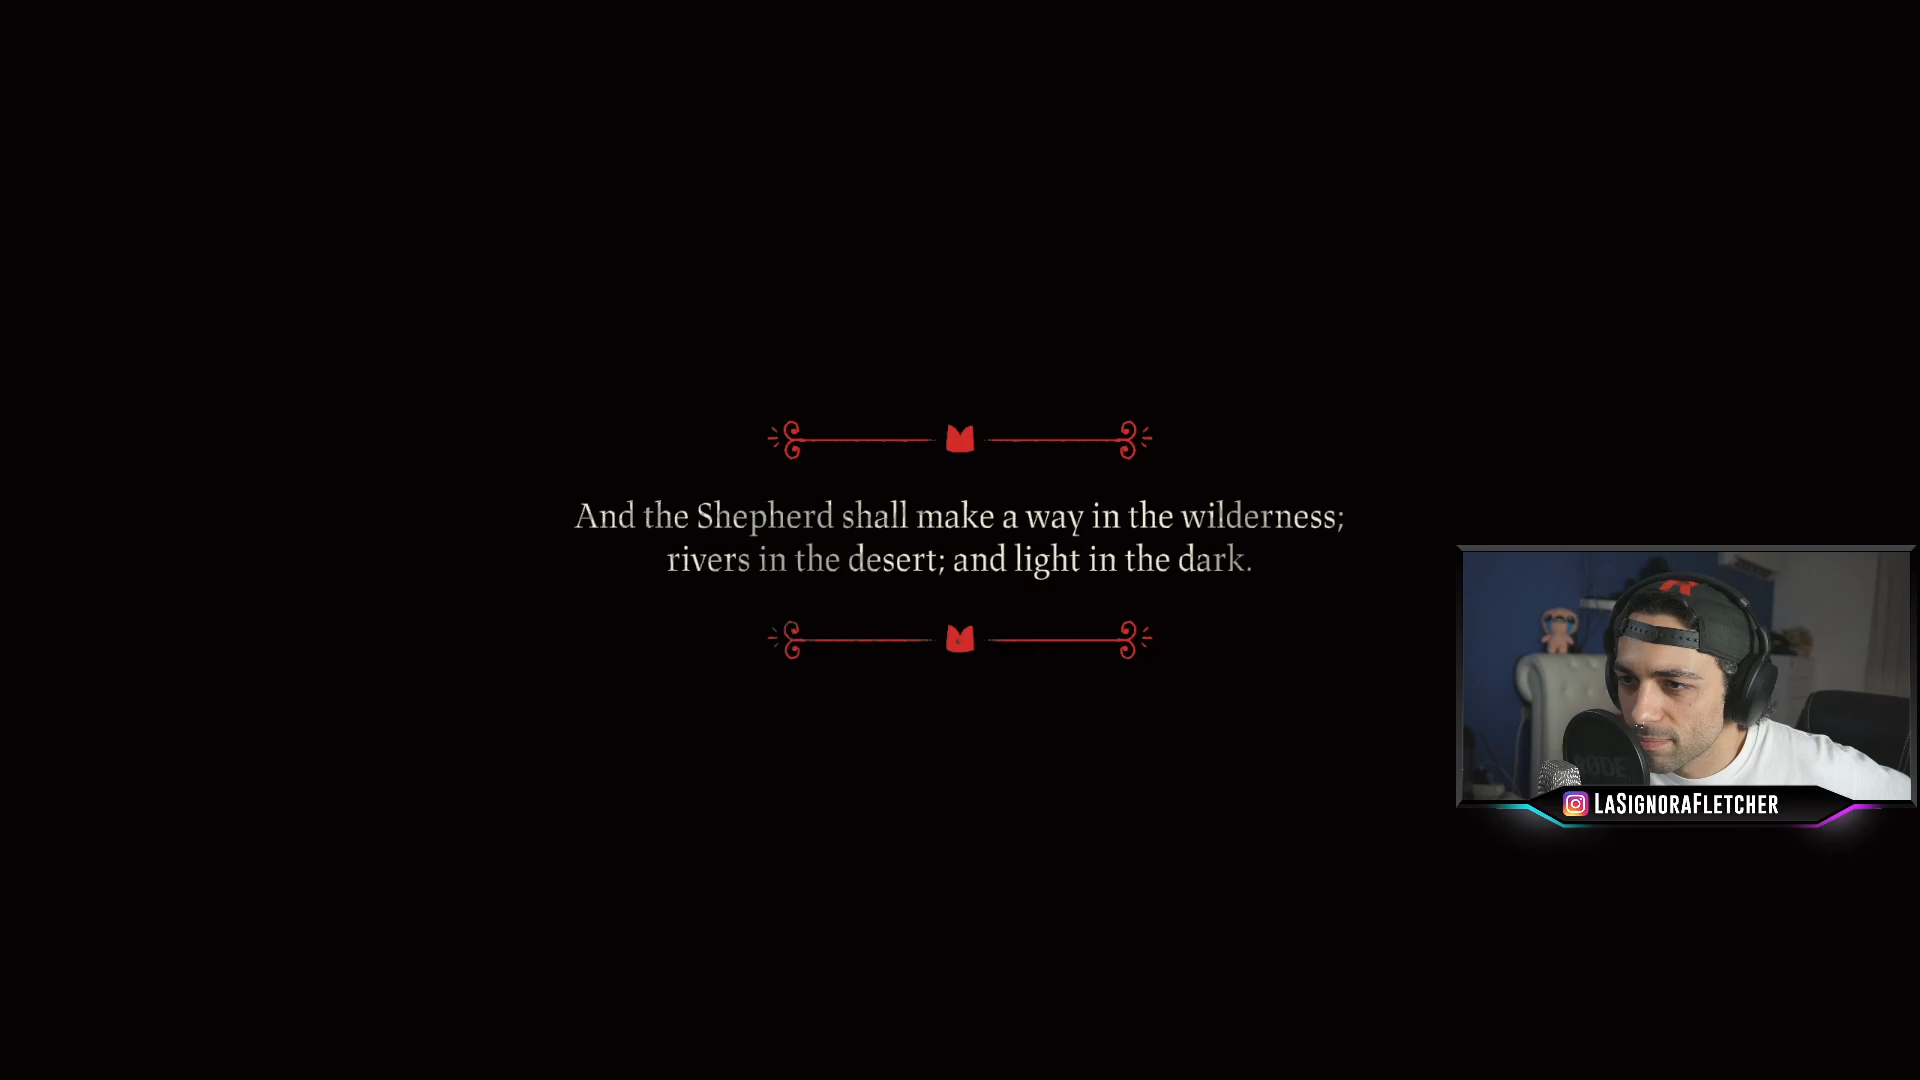 And the Shepherd shall make a way in the wilderness;
rivers in the desert; and light in the dark.
RØDE
LASIGNORAFLETCHER